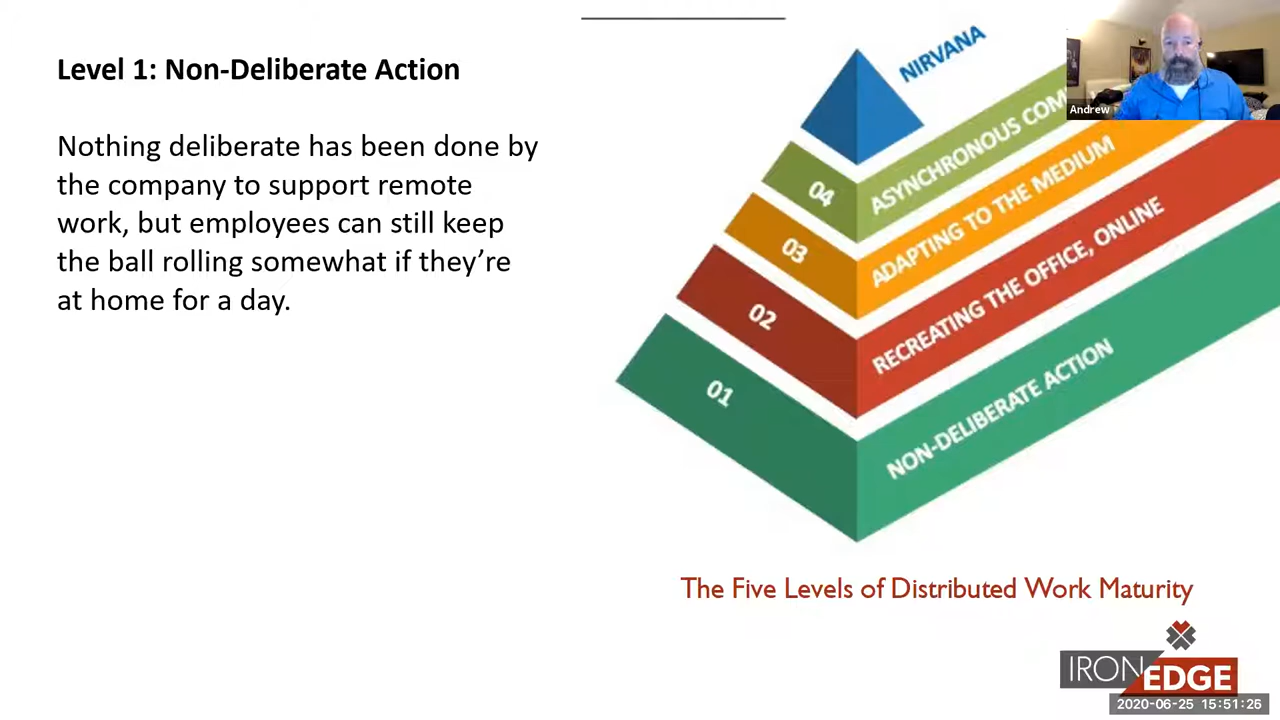 Level 1: Non-Deliberate Action
Nothing deliberate has been done by
the company to support remote
work, but employees can still keep
the ball rolling somewhat if they’re
at home for a day.
NIRVANA
04
ASYNCHRONOUS COM
03
ADAPTING TO THE MEDIUM
02
RECREATING THE OFFICE, ONLINE
01
NON-DELIBERATE ACTION
The Five Levels of Distributed Work Maturity
Andrew
IRON
EDGE
2020-06-25 15:51:26